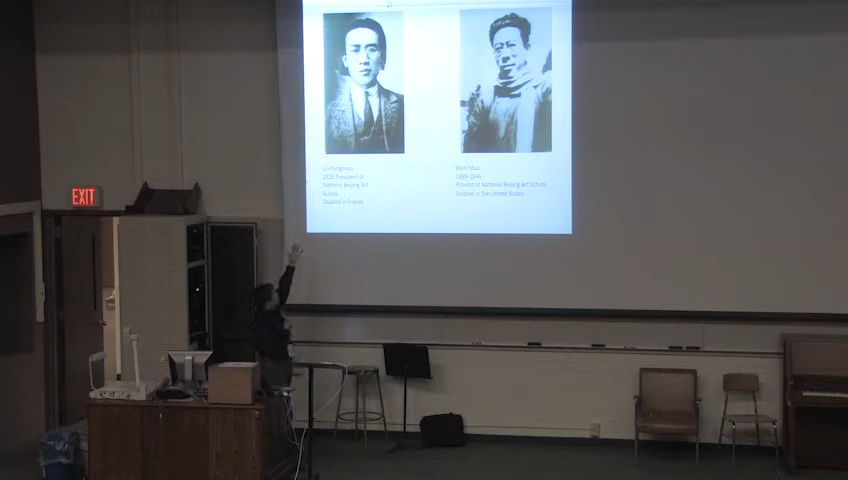 EXIT
Lin Fengmian
1926 President of
National Beijing Art
School
Studied in France
Wen Yiduo
1899-1946
Provost of National Beijing Art School
Studied in the United States